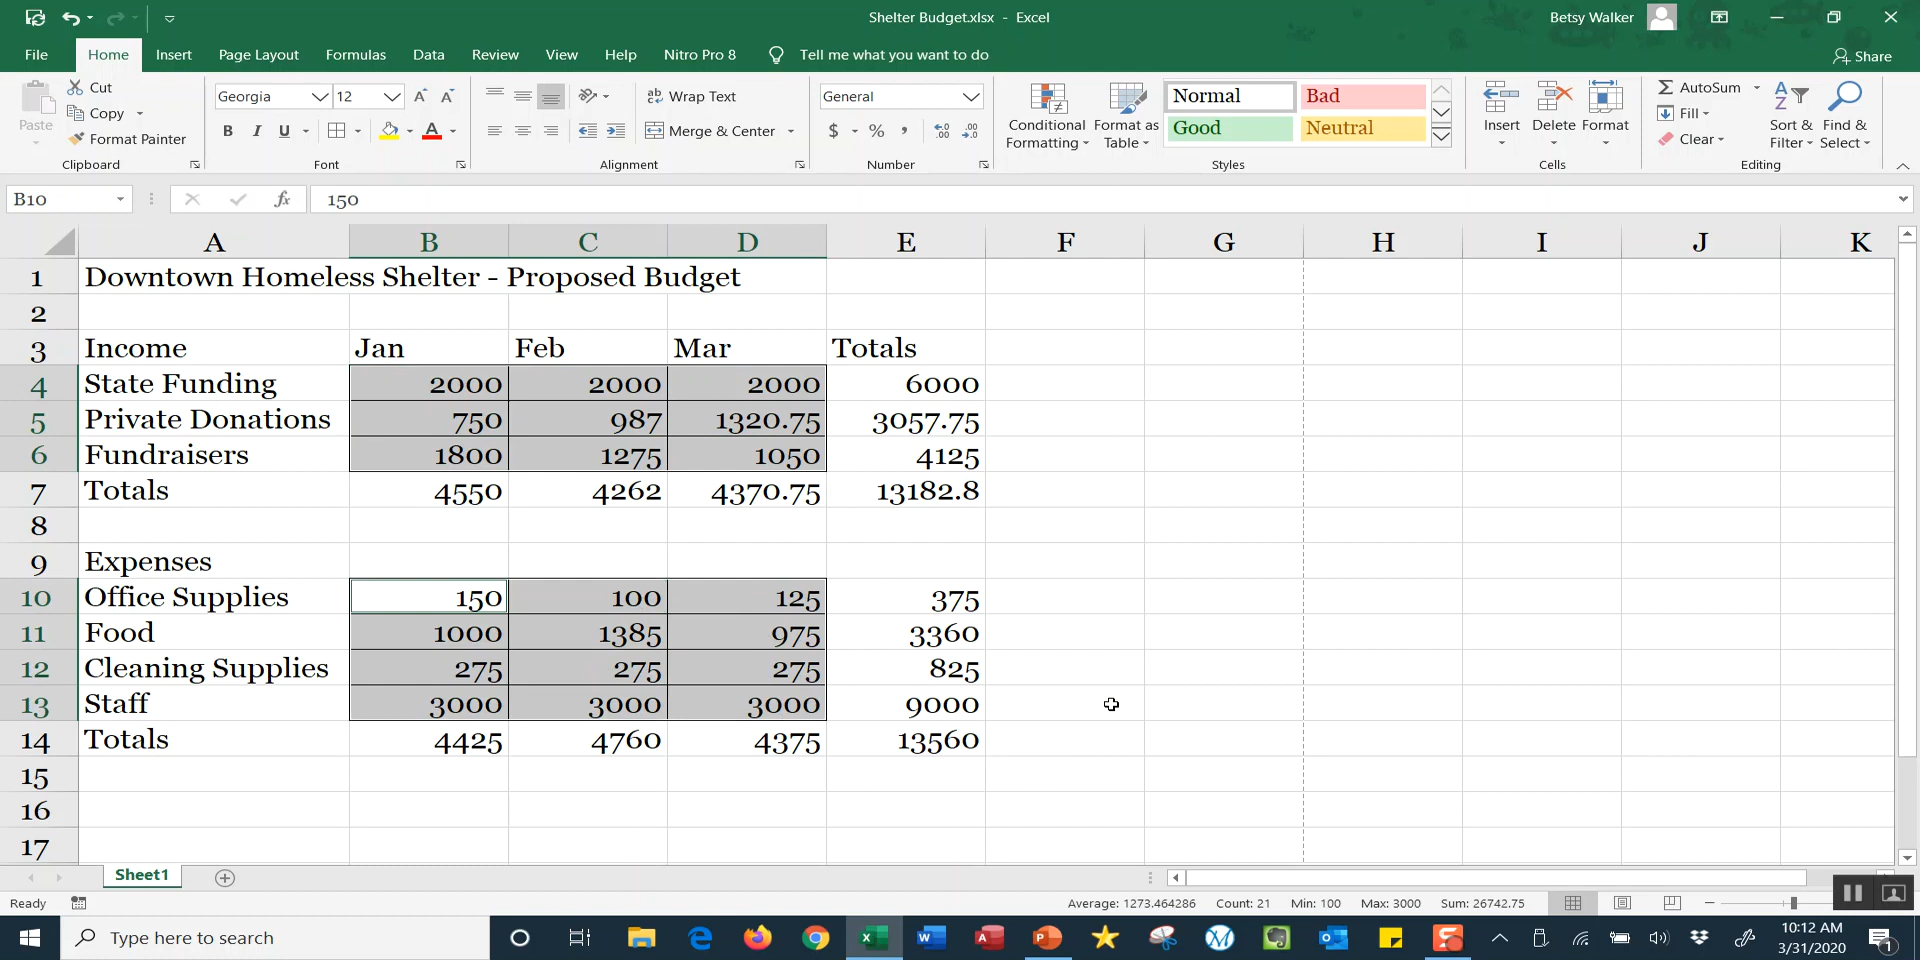 Shelter Budget.xlsx - Excel
Betsy Walker
File Home Insert Page Layout Formulas Data Review View Help Nitro Pro 8 Tell me what you want to do Share
Paste
Cut
Copy
Format Painter
Clipboard
Georgia 12
B I U A
Font
Wrap Text
Merge & Center
Alignment
General
$ % ,
Number
Conditional Formatting
Format as Table
Normal Bad
Good Neutral
Styles
Insert Delete Format
Cells
AutoSum
Fill
Clear
Sort & Filter
Find & Select
Editing
B10 fx 150
A B C D E F G H I J K
1 Downtown Homeless Shelter - Proposed Budget
2
3 Income Jan Feb Mar Totals
4 State Funding 2000 2000 2000 6000
5 Private Donations 750 987 1320.75 3057.75
6 Fundraisers 1800 1275 1050 4125
7 Totals 4550 4262 4370.75 13182.8
8
9 Expenses
10 Office Supplies 150 100 125 375
11 Food 1000 1385 975 3360
12 Cleaning Supplies 275 275 275 825
13 Staff 3000 3000 3000 9000
14 Totals 4425 4760 4375 13560
15
16
17
Sheet1
Ready Average: 1273.464286 Count: 21 Min: 100 Max: 3000 Sum: 26742.75
Type here to search
10:12 AM
3/31/2020
1